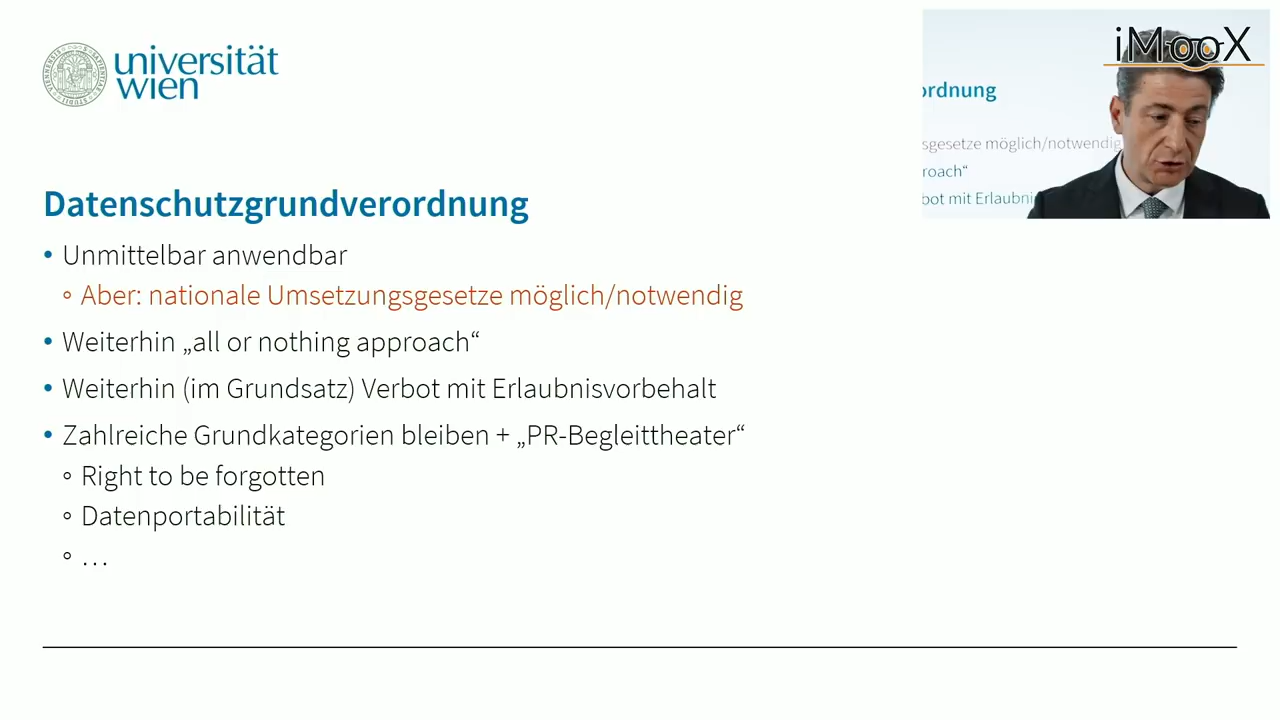 universität
wien
iMooX
ordnung
sgesetze möglich/notwendig
roach“
bot mit Erlaubni
Datenschutzgrundverordnung
• Unmittelbar anwendbar
◦ Aber: nationale Umsetzungsgesetze möglich/notwendig
• Weiterhin „all or nothing approach“
• Weiterhin (im Grundsatz) Verbot mit Erlaubnisvorbehalt
• Zahlreiche Grundkategorien bleiben + „PR-Begleittheater“
◦ Right to be forgotten
◦ Datenportabilität
◦ …